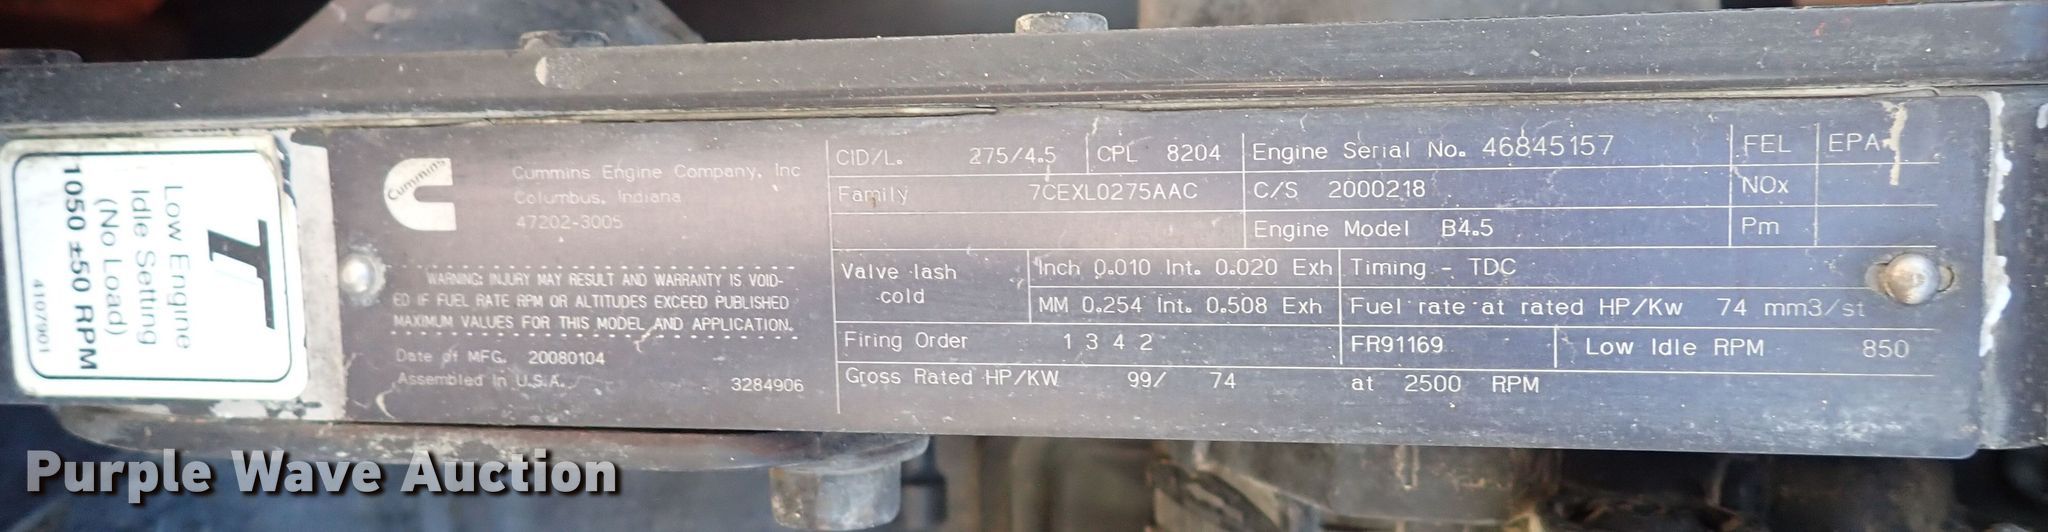 Low Engine
Idle Setting
(No Load)
1050 ±50 RPM
41079901
Cummins
Cummins Engine Company, Inc
Columbus, Indiana
47202-3005
WARNING: INJURY MAY RESULT AND WARRANTY IS VOID-
ED IF FUEL RATE RPM OR ALTITUDES EXCEED PUBLISHED
MAXIMUM VALUES FOR THIS MODEL AND APPLICATION.
Date of MFG. 20080104
Assembled in U.S.A. 3284906
CID/L. 275/4.5 CPL 8204 Engine Serial No. 46845157 FEL EPA
Family 7CEXL0275AAC C/S 2000218 NOx
Engine Model B4.5 Pm
Valve lash Inch 0.010 Int. 0.020 Exh Timing - TDC
cold MM 0.254 Int. 0.508 Exh Fuel rate at rated HP/Kw 74 mm3/st
Firing Order 1 3 4 2 FR91169 Low Idle RPM 850
Gross Rated HP/KW 99/ 74 at 2500 RPM
Purple Wave Auction